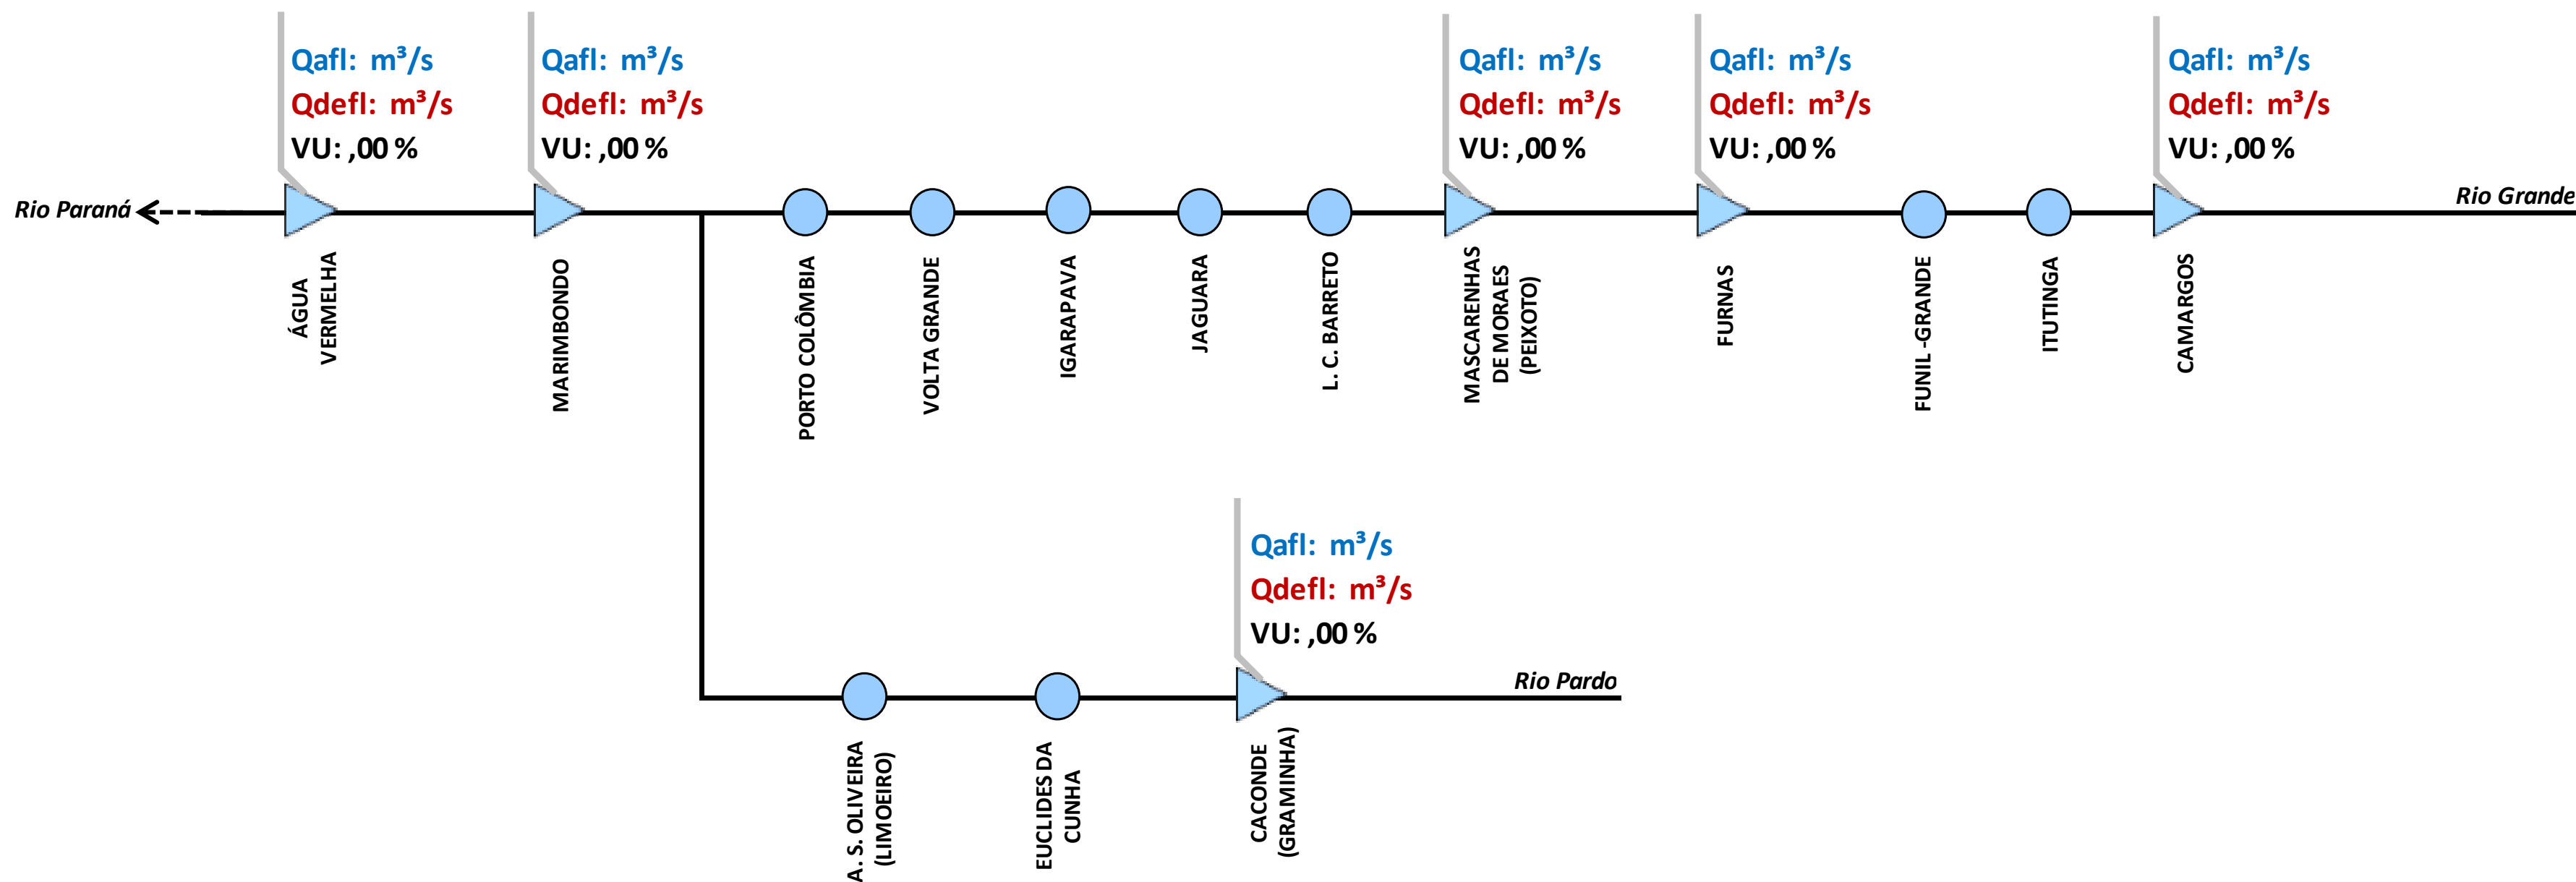 Qafl: m³/s
Qdefl: m³/s
VU: ,00 %
Qafl: m³/s
Qdefl: m³/s
VU: ,00 %
Qafl: m³/s
Qdefl: m³/s
VU: ,00 %
Qafl: m³/s
Qdefl: m³/s
VU: ,00 %
Qafl: m³/s
Qdefl: m³/s
VU: ,00 %
Rio Paraná
Rio Grande
ÁGUA
VERMELHA
MARIMBONDO
PORTO COLÔMBIA
VOLTA GRANDE
IGARAPAVA
JAGUARA
L. C. BARRETO
MASCARENHAS
DE MORAES
(PEIXOTO)
FURNAS
FUNIL -GRANDE
ITUTINGA
CAMARGOS
Qafl: m³/s
Qdefl: m³/s
VU: ,00 %
Rio Pardo
A. S. OLIVEIRA
(LIMOEIRO)
EUCLIDES DA
CUNHA
CACONDE
(GRAMINHA)